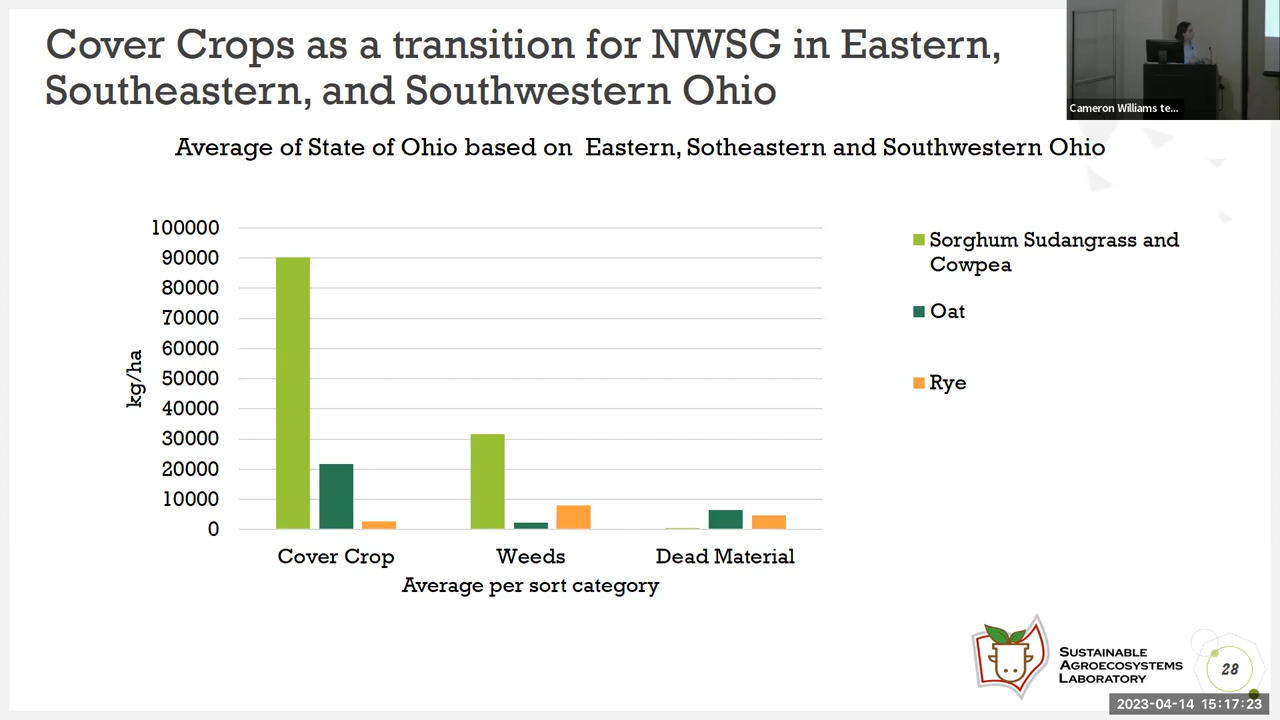 Cover Crops as a transition for NWSG in Eastern,
Southeastern, and Southwestern Ohio
Cameron Williams te...
Average of State of Ohio based on Eastern, Sotheastern and Southwestern Ohio
100000
90000
80000
70000
60000
50000
40000
30000
20000
10000
0
kg/ha
Cover Crop Weeds Dead Material
Average per sort category
Sorghum Sudangrass and
Cowpea
Oat
Rye
SUSTAINABLE
AGROECOSYSTEMS
LABORATORY
28
2023-04-14 15:17:23